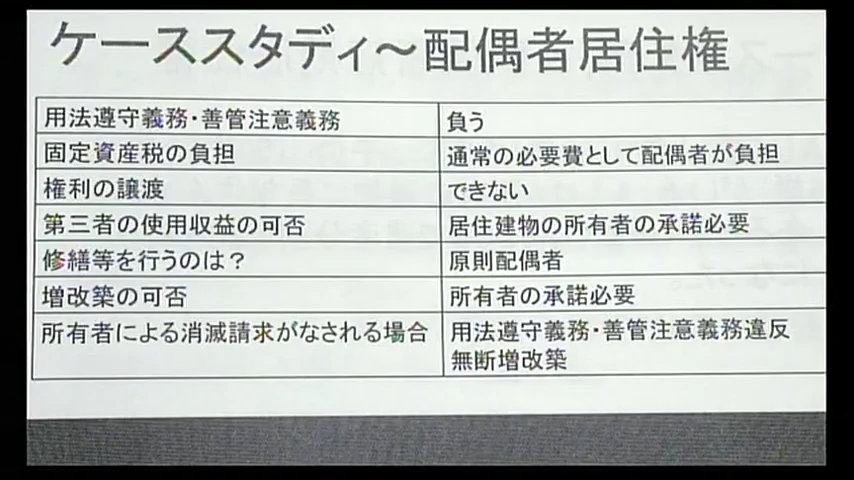 ケーススタディ～配偶者居住権
用法遵守義務・善管注意義務
負う
固定資産税の負担
通常の必要費として配偶者が負担
権利の譲渡
できない
第三者の使用収益の可否
居住建物の所有者の承諾必要
修繕等を行うのは？
原則配偶者
増改築の可否
所有者の承諾必要
所有者による消滅請求がなされる場合
用法遵守義務・善管注意義務違反
無断増改築